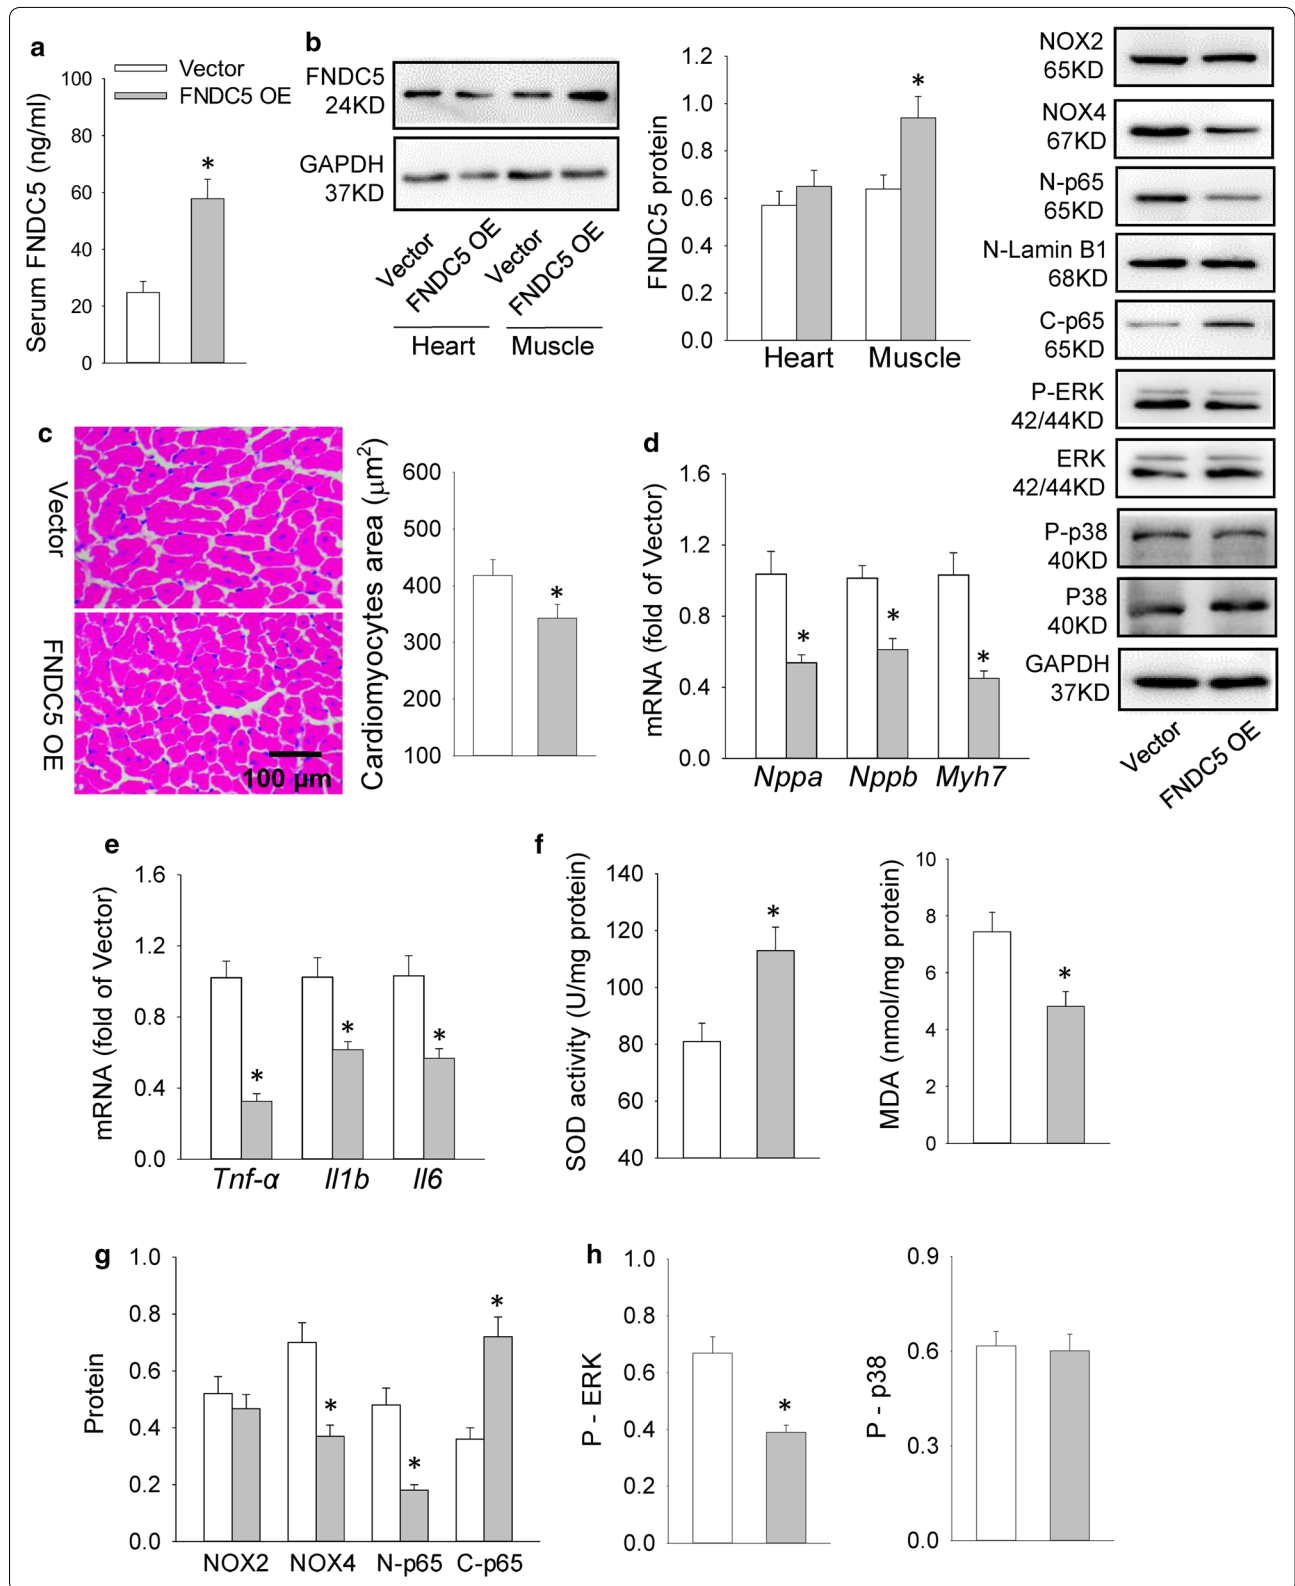 a
Vector
FNDC5 OE
Serum FNDC5 (ng/ml)
100
80
60
40
20
0
*
b
FNDC5
24KD
GAPDH
37KD
Vector
FNDC5 OE
Vector
FNDC5 OE
Heart
Muscle
FNDC5 protein
1.2
1.0
0.8
0.6
0.4
0.2
0.0
*
Heart
Muscle
NOX2
65KD
NOX4
67KD
N-p65
65KD
N-Lamin B1
68KD
C-p65
65KD
P-ERK
42/44KD
ERK
42/44KD
P-p38
40KD
P38
40KD
GAPDH
37KD
Vector
FNDC5 OE
c
Vector
FNDC5 OE
100 µm
Cardiomyocytes area (µm²)
600
500
400
300
200
100
*
d
mRNA (fold of Vector)
1.6
1.2
0.8
0.4
0.0
*
*
*
Nppa
Nppb
Myh7
e
mRNA (fold of Vector)
1.6
1.2
0.8
0.4
0.0
*
*
*
Tnf-α
Il1b
Il6
f
SOD activity (U/mg protein)
140
120
100
80
60
40
*
MDA (nmol/mg protein)
10
8
6
4
2
0
*
g
Protein
1.0
0.8
0.6
0.4
0.2
0.0
*
*
*
NOX2
NOX4
N-p65
C-p65
h
P - ERK
1.0
0.8
0.6
0.4
0.2
0.0
*
P - p38
0.9
0.6
0.3
0.0